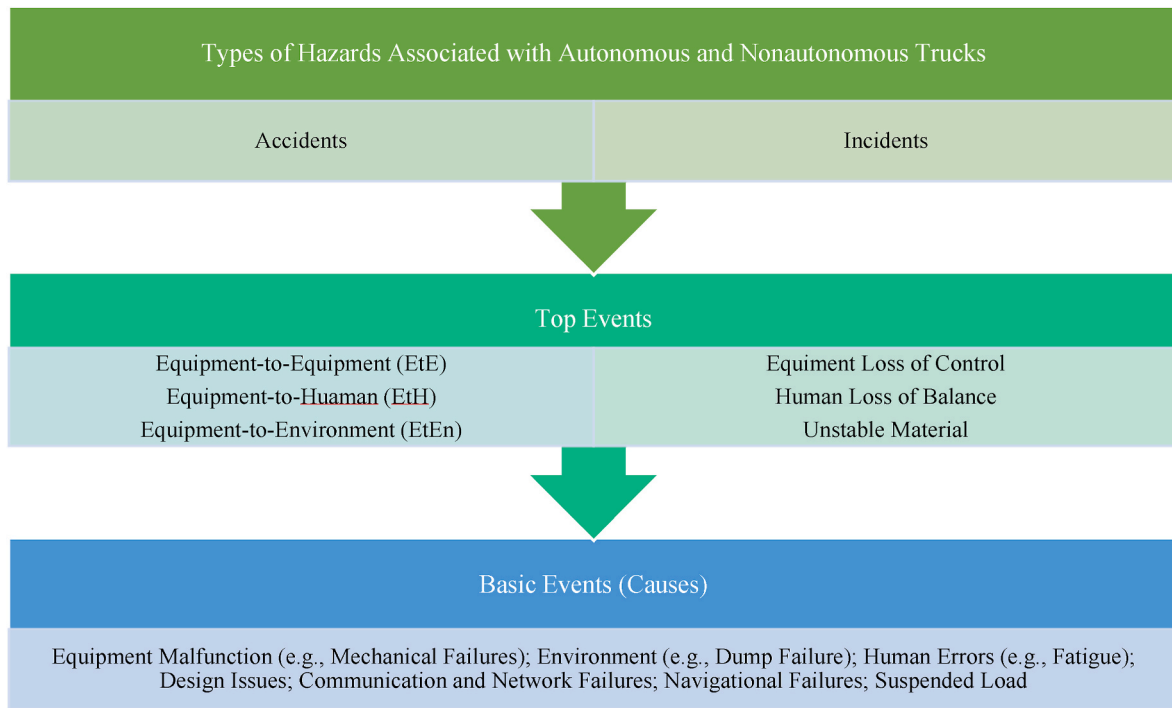 Types of Hazards Associated with Autonomous and Nonautonomous Trucks
Accidents
Incidents
Top Events
Equipment-to-Equipment (EtE)
Equipment-to-Huaman (EtH)
Equipment-to-Environment (EtEn)
Equiment Loss of Control
Human Loss of Balance
Unstable Material
Basic Events (Causes)
Equipment Malfunction (e.g., Mechanical Failures); Environment (e.g., Dump Failure); Human Errors (e.g., Fatigue);
Design Issues; Communication and Network Failures; Navigational Failures; Suspended Load